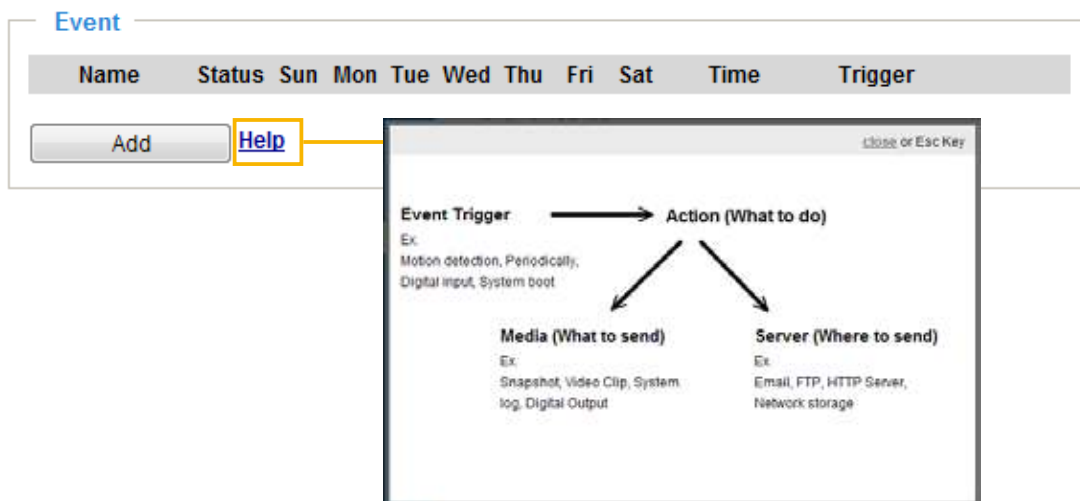 Event
Name Status Sun Mon Tue Wed Thu Fri Sat Time Trigger
Add Help
close or Esc Key
Event Trigger
Ex.
Motion detection, Periodically,
Digital input, System boot
Action (What to do)
Media (What to send)
Ex.
Snapshot, Video Clip, System
log, Digital Output
Server (Where to send)
Ex.
Email, FTP, HTTP Server,
Network storage